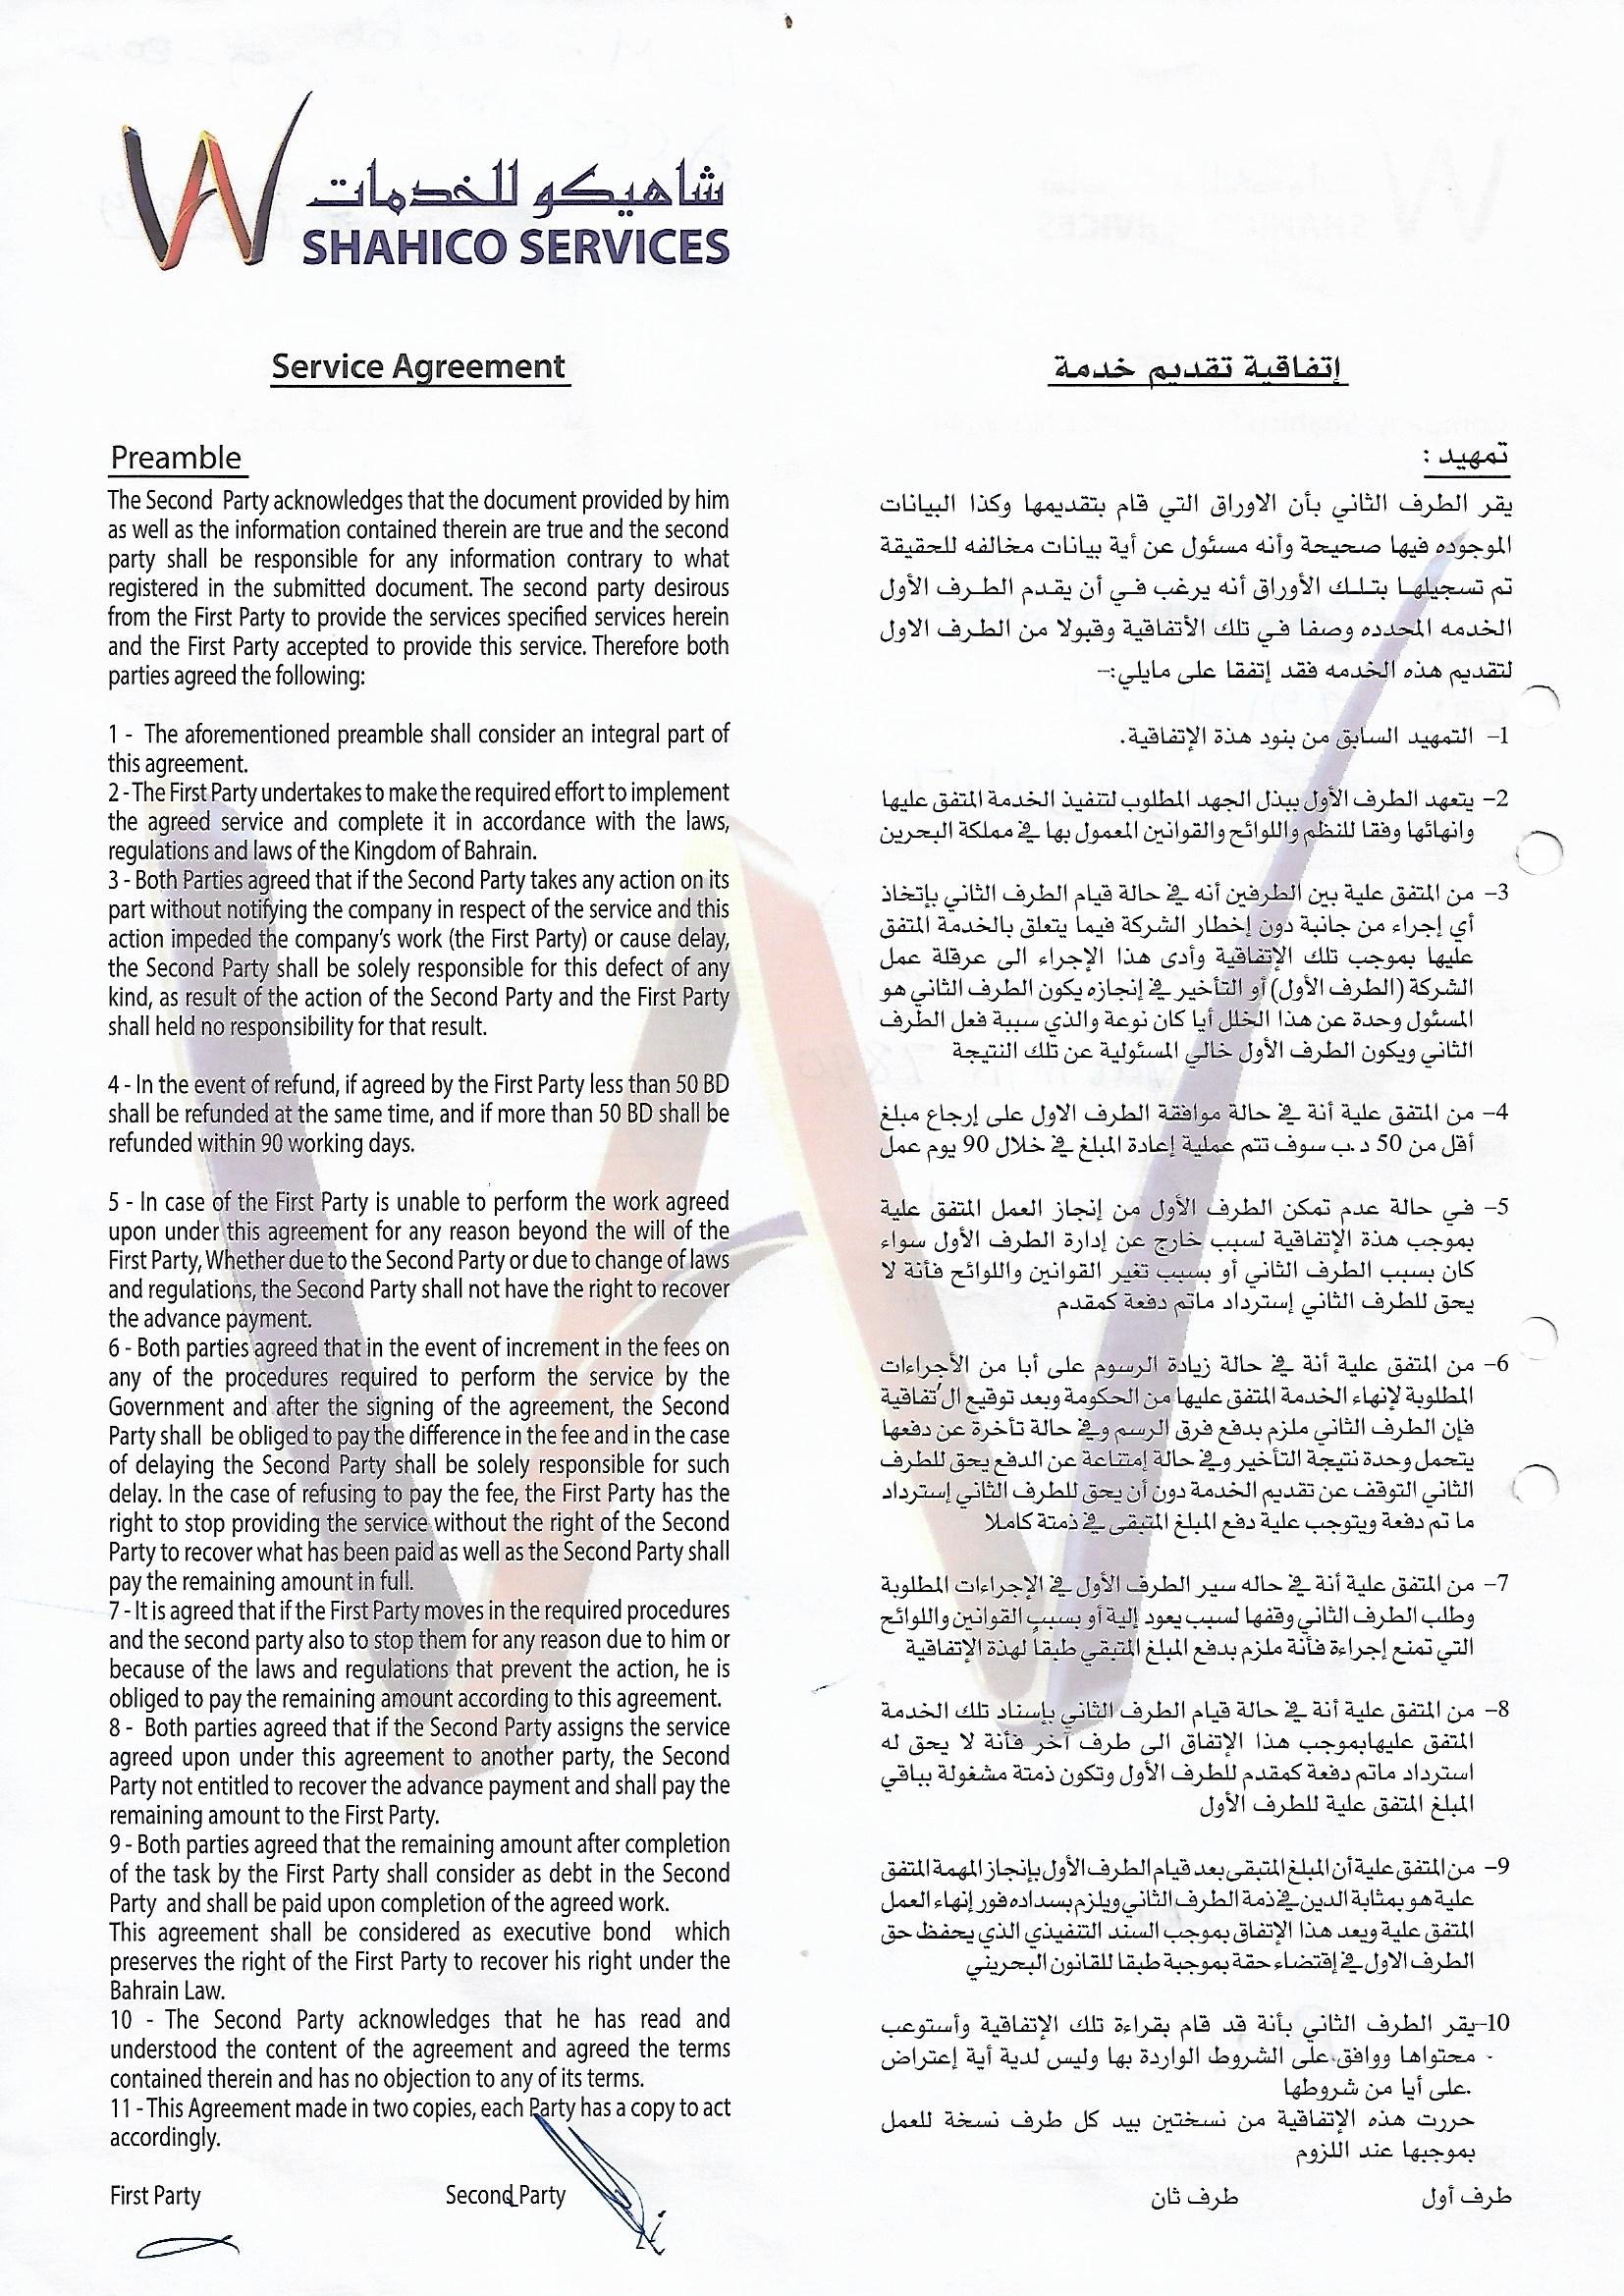 شاهيكو للخدمات
SHAHICO SERVICES
Service Agreement
Preamble
The Second Party acknowledges that the document provided by him
as well as the information contained therein are true and the second
party shall be responsible for any information contrary to what
registered in the submitted document. The second party desirous
from the First Party to provide the services specified services herein
and the First Party accepted to provide this service. Therefore both
parties agreed the following:
1 - The aforementioned preamble shall consider an integral part of
this agreement.
2 - The First Party undertakes to make the required effort to implement
the agreed service and complete it in accordance with the laws,
regulations and laws of the Kingdom of Bahrain.
3 - Both Parties agreed that if the Second Party takes any action on its
part without notifying the company in respect of the service and this
action impeded the company's work (the First Party) or cause delay,
the Second Party shall be solely responsible for this defect of any
kind, as result of the action of the Second Party and the First Party
shall held no responsibility for that result.
4 - In the event of refund, if agreed by the First Party less than 50 BD
shall be refunded at the same time, and if more than 50 BD shall be
refunded within 90 working days.
5 - In case of the First Party is unable to perform the work agreed
upon under this agreement for any reason beyond the will of the
First Party, Whether due to the Second Party or due to change of laws
and regulations, the Second Party shall not have the right to recover
the advance payment.
6 - Both parties agreed that in the event of increment in the fees on
any of the procedures required to perform the service by the
Government and after the signing of the agreement, the Second
Party shall be obliged to pay the difference in the fee and in the case
of delaying the Second Party shall be solely responsible for such
delay. In the case of refusing to pay the fee, the First Party has the
right to stop providing the service without the right of the Second
Party to recover what has been paid as well as the Second Party shall
pay the remaining amount in full.
7 - It is agreed that if the First Party moves in the required procedures
and the second party also to stop them for any reason due to him or
because of the laws and regulations that prevent the action, he is
obliged to pay the remaining amount according to this agreement.
8 - Both parties agreed that if the Second Party assigns the service
agreed upon under this agreement to another party, the Second
Party not entitled to recover the advance payment and shall pay the
remaining amount to the First Party.
9 - Both parties agreed that the remaining amount after completion
of the task by the First Party shall consider as debt in the Second
Party and shall be paid upon completion of the agreed work.
This agreement shall be considered as executive bond which
preserves the right of the First Party to recover his right under the
Bahrain Law.
10 - The Second Party acknowledges that he has read and
understood the content of the agreement and agreed the terms
contained therein and has no objection to any of its terms.
11 - This Agreement made in two copies, each Party has a copy to act
accordingly.
First Party Second Party
إتفاقية تقديم خدمة
تمهيد :
يقر الطرف الثاني بأن الاوراق التي قام بتقديمها وكذا البيانات
الموجوده فيها صحيحة وأنه مسئول عن أية بيانات مخالفه للحقيقة
تم تسجيلها بتلك الأوراق أنه يرغب في أن يقدم الطرف الأول
الخدمه المحدده وصفا في تلك الأتفاقية وقبولا من الطرف الاول
لتقديم هذه الخدمه فقد إتفقا على مايلي:-
1- التمهيد السابق من بنود هذة الإتفاقية.
2- يتعهد الطرف الأول ببذل الجهد المطلوب لتنفيذ الخدمة المتفق عليها
وانهائها وفقا للنظم واللوائح والقوانين المعمول بها في مملكة البحرين
3- من المتفق علية بين الطرفين أنه في حالة قيام الطرف الثاني بإتخاذ
أي إجراء من جانبة دون إخطار الشركة فيما يتعلق بالخدمة المتفق
عليها بموجب تلك الإتفاقية وأدى هذا الإجراء الى عرقلة عمل
الشركة (الطرف الأول) أو التأخير في إنجازه يكون الطرف الثاني هو
المسئول وحدة عن هذا الخلل أيا كان نوعة والذي سببة فعل الطرف
الثاني ويكون الطرف الأول خالي المسئولية عن تلك النتيجة
4- من المتفق علية أنة في حالة موافقة الطرف الاول على إرجاع مبلغ
أقل من 50 د.ب سوف تتم عملية إعادة المبلغ في خلال 90 يوم عمل
5- في حالة عدم تمكن الطرف الأول من إنجاز العمل المتفق علية
بموجب هذة الإتفاقية لسبب خارج عن إدارة الطرف الأول سواء
كان بسبب الطرف الثاني أو بسبب تغير القوانين واللوائح فأنة لا
يحق للطرف الثاني إسترداد ماتم دفعة كمقدم
6- من المتفق علية أنة في حالة زيادة الرسوم على أبا من الأجراءات
المطلوبة لإنهاء الخدمة المتفق عليها من الحكومة وبعد توقيع الإتفاقية
فإن الطرف الثاني ملزم بدفع فرق الرسم وفي حالة تأخرة عن دفعها
يتحمل وحدة نتيجة التأخير وفي حالة إمتناعة عن الدفع يحق للطرف
الثاني التوقف عن تقديم الخدمة دون أن يحق للطرف الثاني إسترداد
ما تم دفعة ويتوجب علية دفع المبلغ المتبقى في ذمتة كاملا
7- من المتفق علية أنة في حاله سير الطرف الأول في الإجراءات المطلوبة
وطلب الطرف الثاني وقفها لسبب يعود إلية أو بسبب القوانين واللوائح
التي تمنع إجراءة فأنة ملزم بدفع المبلغ المتبقي طبقاً لهذة الإتفاقية
8- من المتفق علية أنة في حالة قيام الطرف الثاني بإسناد تلك الخدمة
المتفق عليهابموجب هذا الإتفاق الى طرف آخر فأنة لا يحق له
استرداد ماتم دفعة كمقدم للطرف الأول وتكون ذمتة مشغولة بباقي
المبلغ المتفق علية للطرف الأول
9- من المتفق علية أن المبلغ المتبقى بعد قيام الطرف الأول بإنجاز المهمة المتفق
علية هو بمثابة الدين في ذمة الطرف الثاني ويلزم بسداده فور إنهاء العمل
المتفق علية ويعد هذا الإتفاق بموجب السند التنفيذي الذي يحفظ حق
الطرف الاول في إقتضاء حقة بموجبة طبقا للقانون البحريني
10-يقر الطرف الثاني بأنة قد قام بقراءة تلك الإتفاقية وأستوعب
محتواها ووافق على الشروط الواردة بها وليس لدية أية إعتراض
على أيا من شروطها.
حررت هذه الإتفاقية من نسختين بيد كل طرف نسخة للعمل
بموجبها عند اللزوم
طرف أول طرف ثان